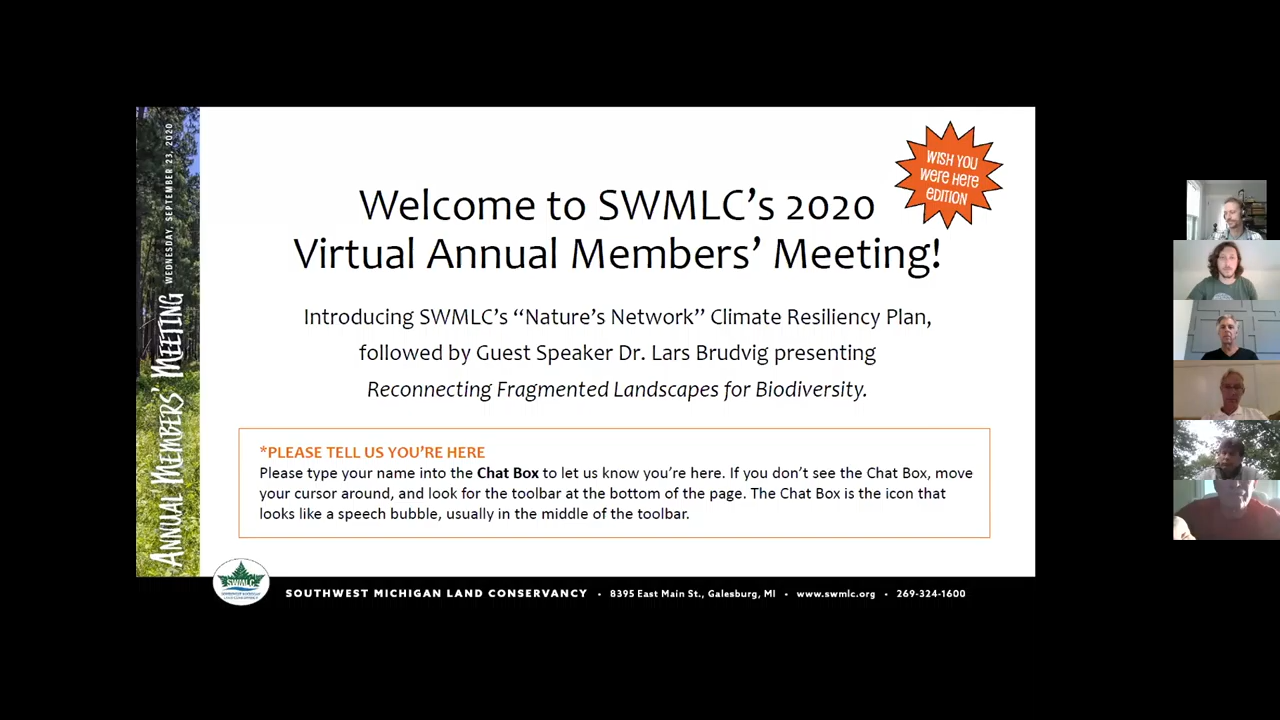 WEDNESDAY, SEPTEMBER 23, 2020
ANNUAL MEMBERS' MEETING
WISH YOU
WERE HERE
EDITION
Welcome to SWMLC’s 2020
Virtual Annual Members’ Meeting!
Introducing SWMLC’s “Nature’s Network” Climate Resiliency Plan,
followed by Guest Speaker Dr. Lars Brudvig presenting
Reconnecting Fragmented Landscapes for Biodiversity.
*PLEASE TELL US YOU’RE HERE
Please type your name into the Chat Box to let us know you’re here. If you don’t see the Chat Box, move
your cursor around, and look for the toolbar at the bottom of the page. The Chat Box is the icon that
looks like a speech bubble, usually in the middle of the toolbar.
SWMLC
SOUTHWEST MICHIGAN LAND CONSERVANCY • 8395 East Main St., Galesburg, MI • www.swmlc.org • 269-324-1600